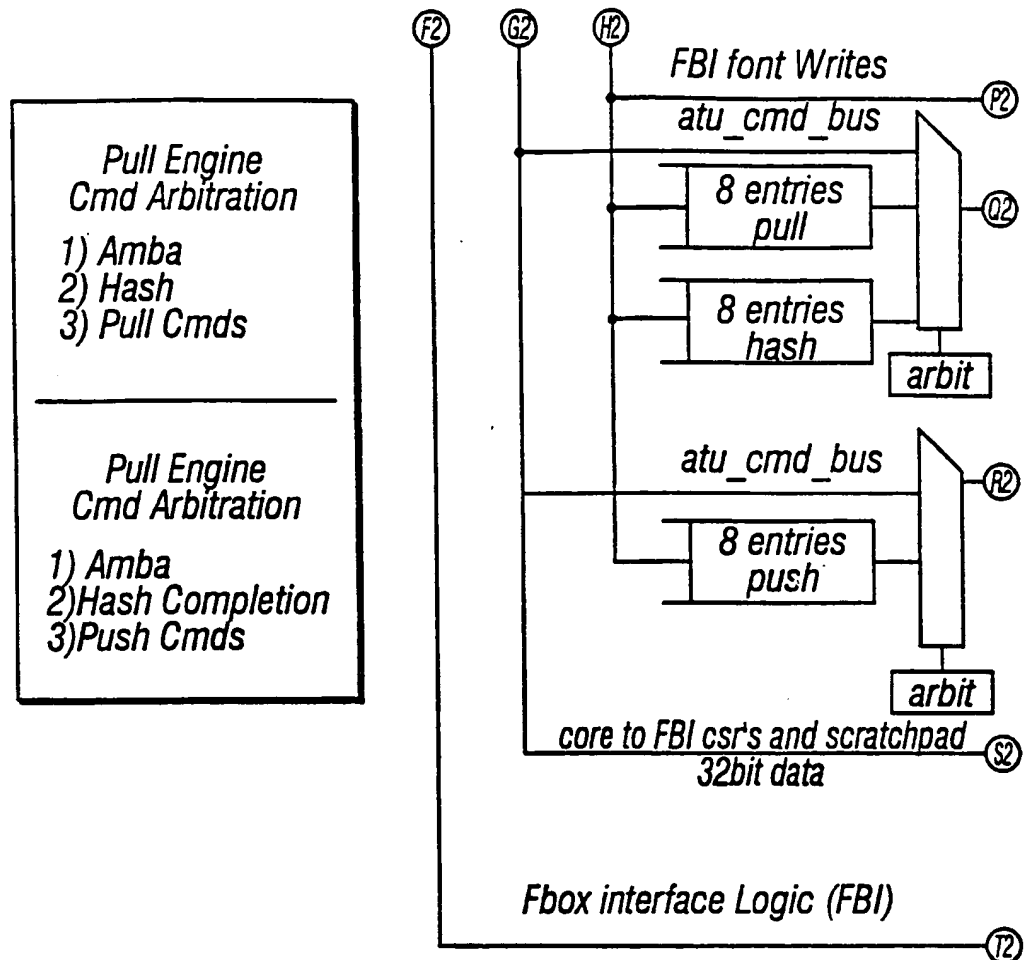 F2 G2 H2
FBI font Writes
P2
atu_cmd_bus
8 entries
pull
Q2
8 entries
hash
arbit
Pull Engine
Cmd Arbitration
1) Amba
2) Hash
3) Pull Cmds
Pull Engine
Cmd Arbitration
1) Amba
2)Hash Completion
3)Push Cmds
atu_cmd_bus
R2
8 entries
push
arbit
core to FBI csr's and scratchpad
32bit data
S2
Fbox interface Logic (FBI)
T2